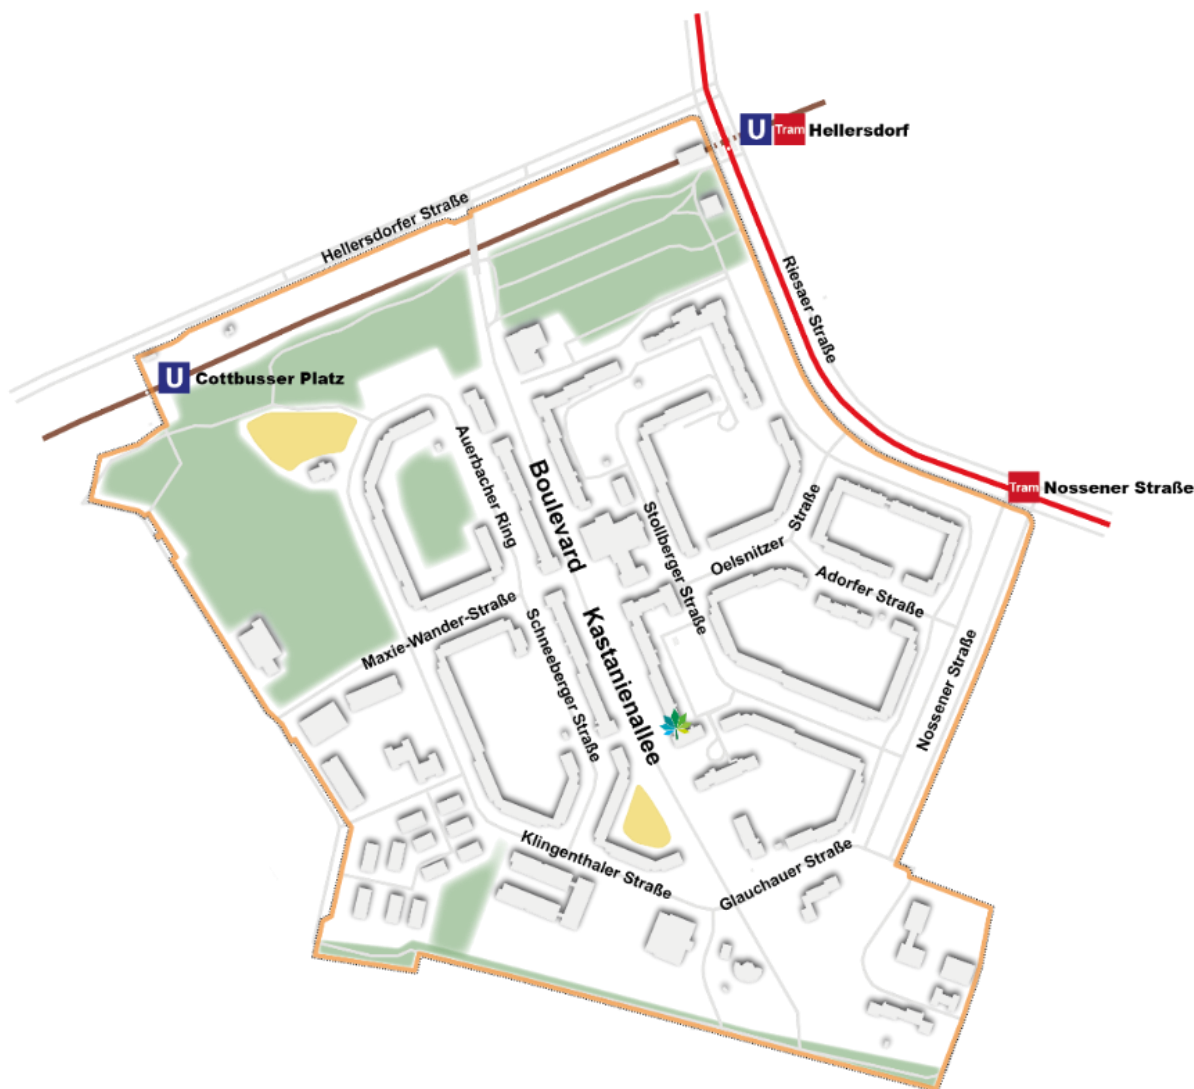 U Tram Hellersdorf
Hellersdorfer Straße
Riesaer Straße
U Cottbusser Platz
Auerbacher Ring
Boulevard
Kastanienallee
Stollberger Straße
Oelsnitzer Straße
Tram Nossener Straße
Adorfer Straße
Maxie-Wander-Straße
Schneeberger Straße
Nossener Straße
Klingenthaler Straße
Glauchauer Straße